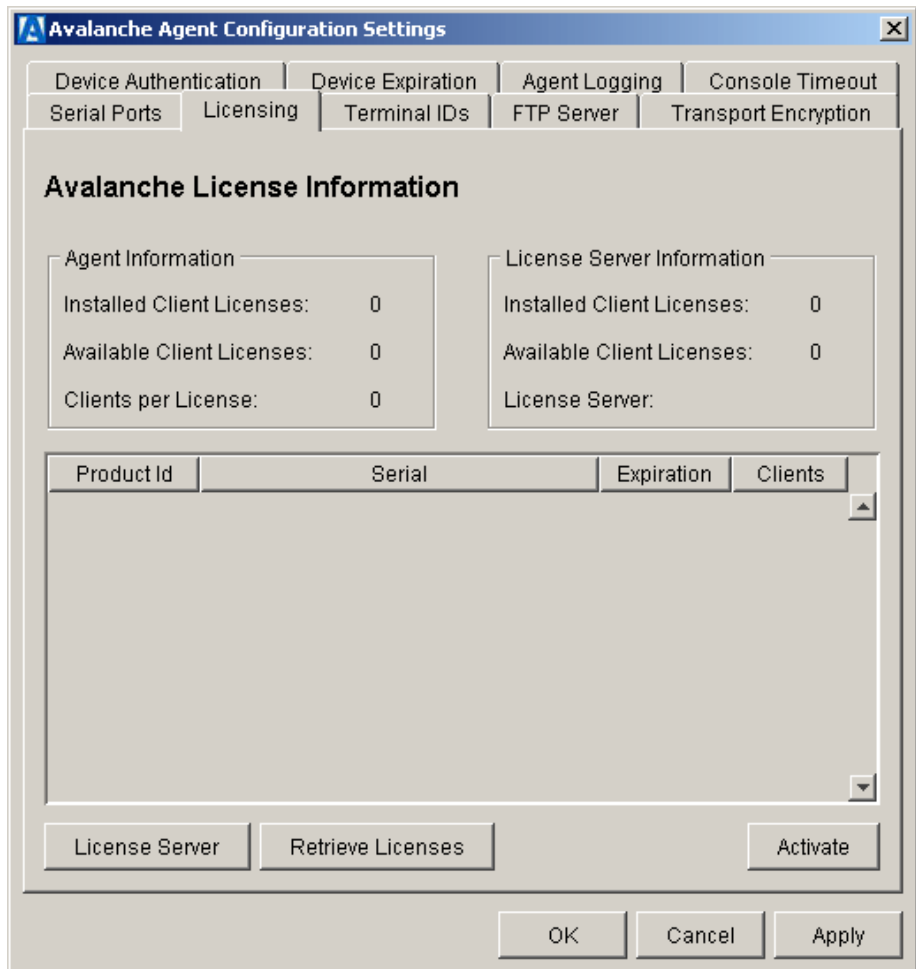 Avalanche Agent Configuration Settings
Device Authentication Device Expiration Agent Logging Console Timeout
Serial Ports Licensing Terminal IDs FTP Server Transport Encryption
Avalanche License Information
Agent Information
Installed Client Licenses: 0
Available Client Licenses: 0
Clients per License: 0
License Server Information
Installed Client Licenses: 0
Available Client Licenses: 0
License Server:
Product Id Serial Expiration Clients
License Server Retrieve Licenses Activate
OK Cancel Apply